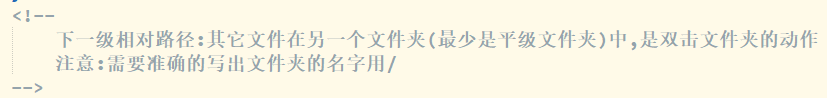 <!--
下一级相对路径:其它文件在另一个文件夹(最少是平级文件夹)中,是双击文件夹的动作
注意:需要准确的写出文件夹的名字用/
-->